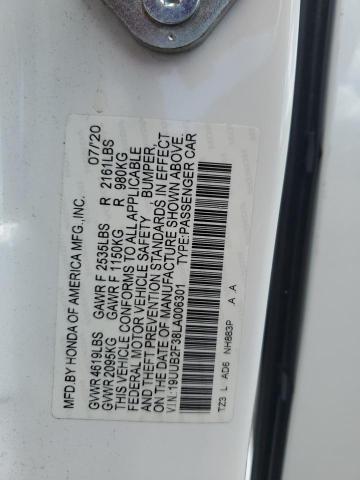 MFD.BY HONDA OF AMERICA MFG.,INC. 07/'20
GVWR 4619LBS GAWR F 2535LBS R 2161LBS
GVWR 2095KG GAWR F 1150KG R 980KG
THIS VEHICLE CONFORMS TO ALL APPLICABLE
FEDERAL MOTOR VEHICLE SAFETY , BUMPER,
AND THEFT PREVENTION STANDARDS IN EFFECT
ON THE DATE OF MANUFACTURE SHOWN ABOVE.
V.I.N.:19UUB2F38LA006301 TYPE:PASSENGER CAR
TZ3 L AD6 NH883P A A